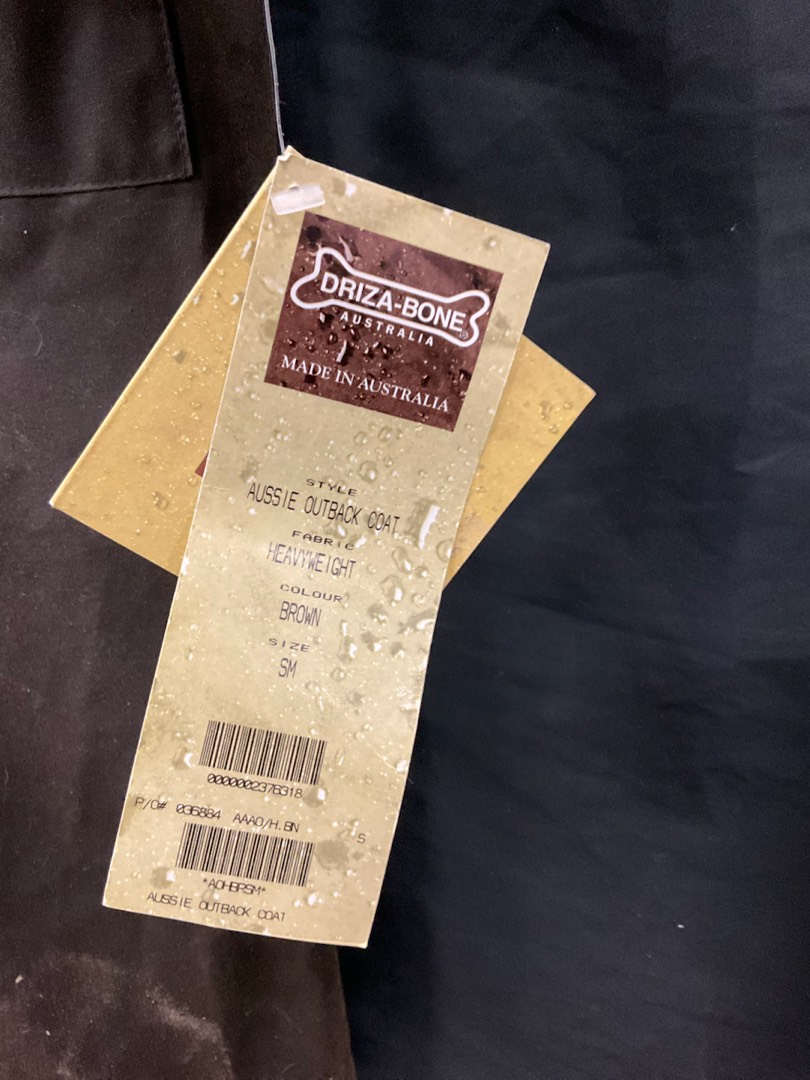 DRIZA-BONE®
AUSTRALIA
MADE IN AUSTRALIA
STYLE
AUSSIE OUTBACK COAT
FABRIC
HEAVYWEIGHT
COLOUR
BROWN
SIZE
SM
0000002378318
P/O# 036884 AAAO/H.BN
S
*AOHBRSM*
AUSSIE OUTBACK COAT